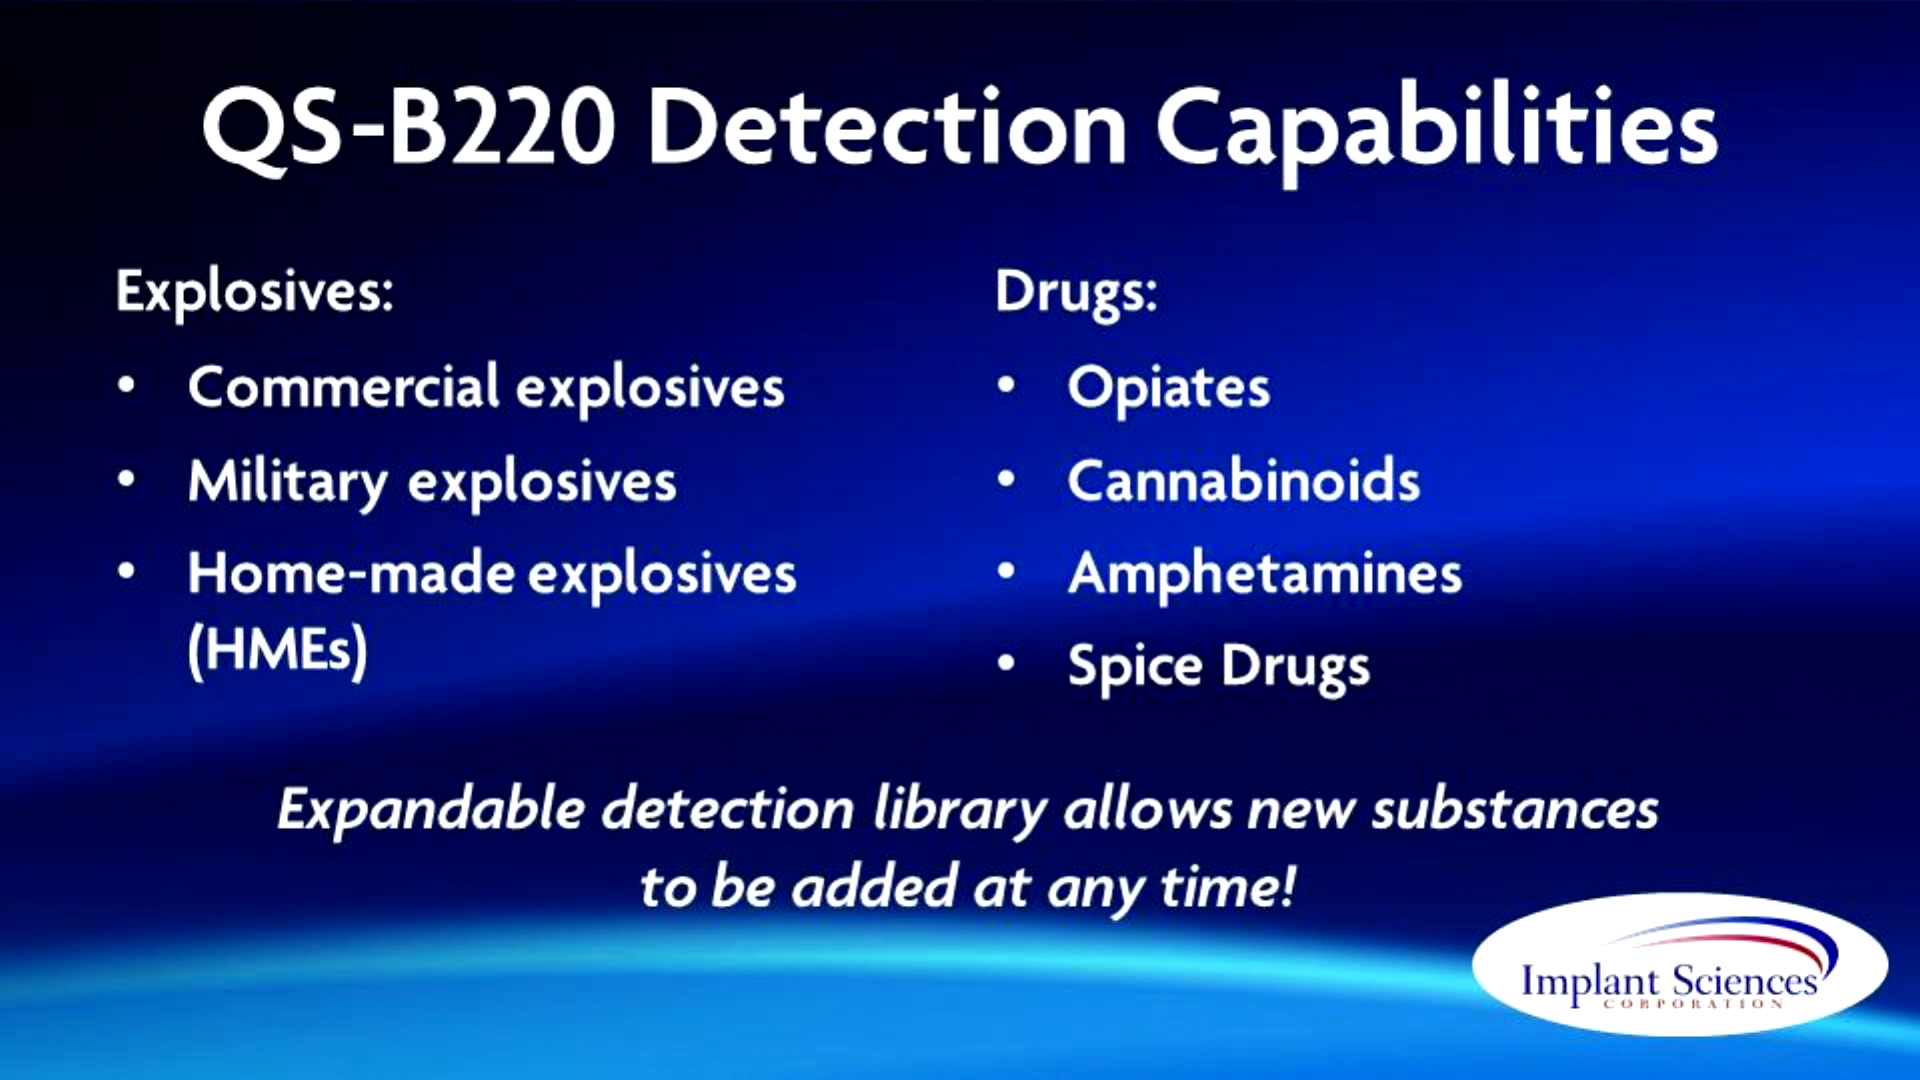 QS-B220 Detection Capabilities
Explosives:
• Commercial explosives
• Military explosives
• Home-made explosives
(HMEs)
Drugs:
• Opiates
• Cannabinoids
• Amphetamines
• Spice Drugs
Expandable detection library allows new substances
to be added at any time!
Implant Sciences
CORPORATION